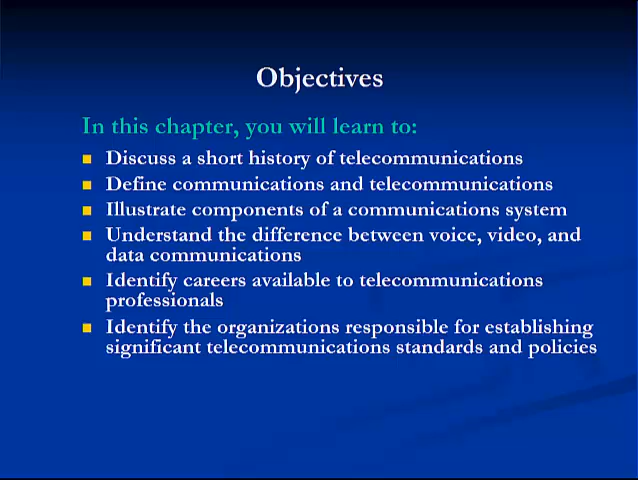 Objectives
In this chapter, you will learn to:
Discuss a short history of telecommunications
Define communications and telecommunications
Illustrate components of a communications system
Understand the difference between voice, video, and
data communications
Identify careers available to telecommunications
professionals
Identify the organizations responsible for establishing
significant telecommunications standards and policies